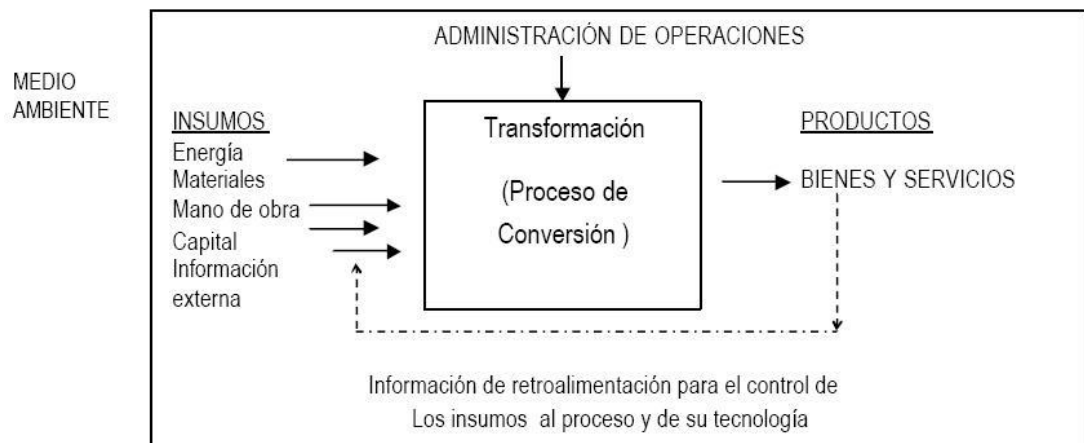 ADMINISTRACIÓN DE OPERACIONES
MEDIO
AMBIENTE
INSUMOS
Energía
Materiales
Mano de obra
Capital
Información
externa
Transformación
(Proceso de
Conversión )
PRODUCTOS
BIENES Y SERVICIOS
Información de retroalimentación para el control de
Los insumos al proceso y de su tecnología